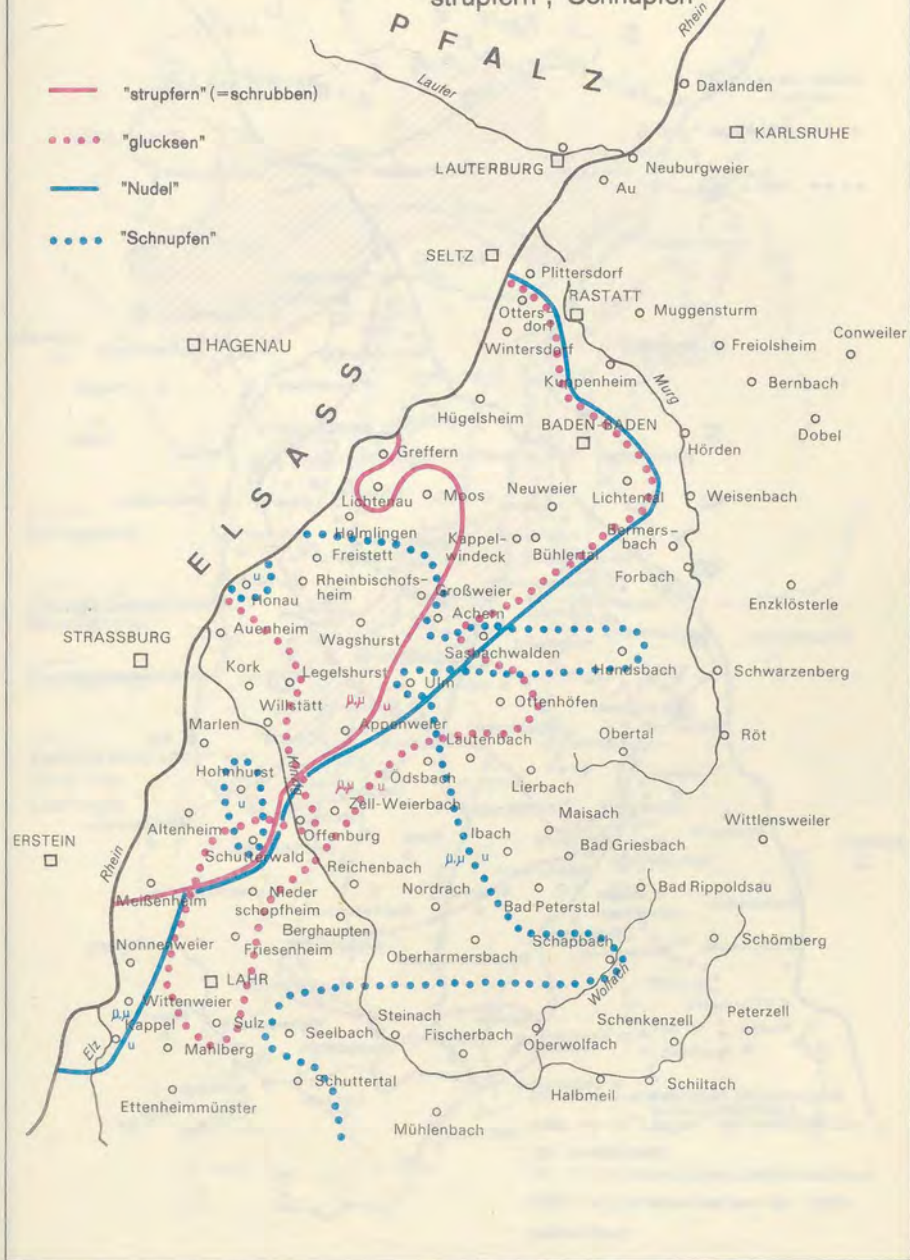 "strupfern", "Schnupfen"
PFALZ
Rhein
Lauter
Daxlanden
"strupfern" (=schrubben)
KARLSRUHE
"glucksen"
LAUTERBURG
Neuburgweier
Au
"Nudel"
"Schnupfen"
SELTZ
Plittersdorf
RASTATT
Otters-
dorf
Muggensturm
Wintersdorf
HAGENAU
Freiolsheim
Conweiler
Kuppenheim
Murg
Bernbach
ELSASS
Hügelsheim
BADEN-BADEN
Dobel
Hörden
Greffern
Lichtenau
Moos
Neuweier
Lichtental
Weisenbach
Helmlingen
Kappel-
windeck
Bühlertal
Bermers-
bach
Freistett
Forbach
u
Honau
Rheinbischofs-
heim
Großweier
Enzklösterle
Achern
Auenheim
Wagshurst
STRASSBURG
Sasbachwalden
Kork
Legelshurst
Hundsbach
Schwarzenberg
Ulm
Willstätt
μ,μ u
Ottenhöfen
Marlen
Appenweier
Lautenbach
Obertal
Röt
Hohnhurst
Kinzig
Ödsbach
Lierbach
u
μ,μ u
Zell-Weierbach
Altenheim
Offenburg
Maisach
Wittlensweiler
ERSTEIN
Ibach
Schutterwald
μ,μ u
Bad Griesbach
Rhein
Reichenbach
Meißenheim
Nieder
schopfheim
Nordrach
Bad Rippoldsau
Bad Peterstal
Berghaupten
Nonnenweier
Friesenheim
Oberharmersbach
Schapbach
Schömberg
LAHR
Wolfach
Wittenweier
μ,μ
Kappel
Sulz
Seelbach
Steinach
Fischerbach
Schenkenzell
Peterzell
Elz
u
Mahlberg
Oberwolfach
Schuttertal
Halbmeil
Schiltach
Ettenheimmünster
Mühlenbach